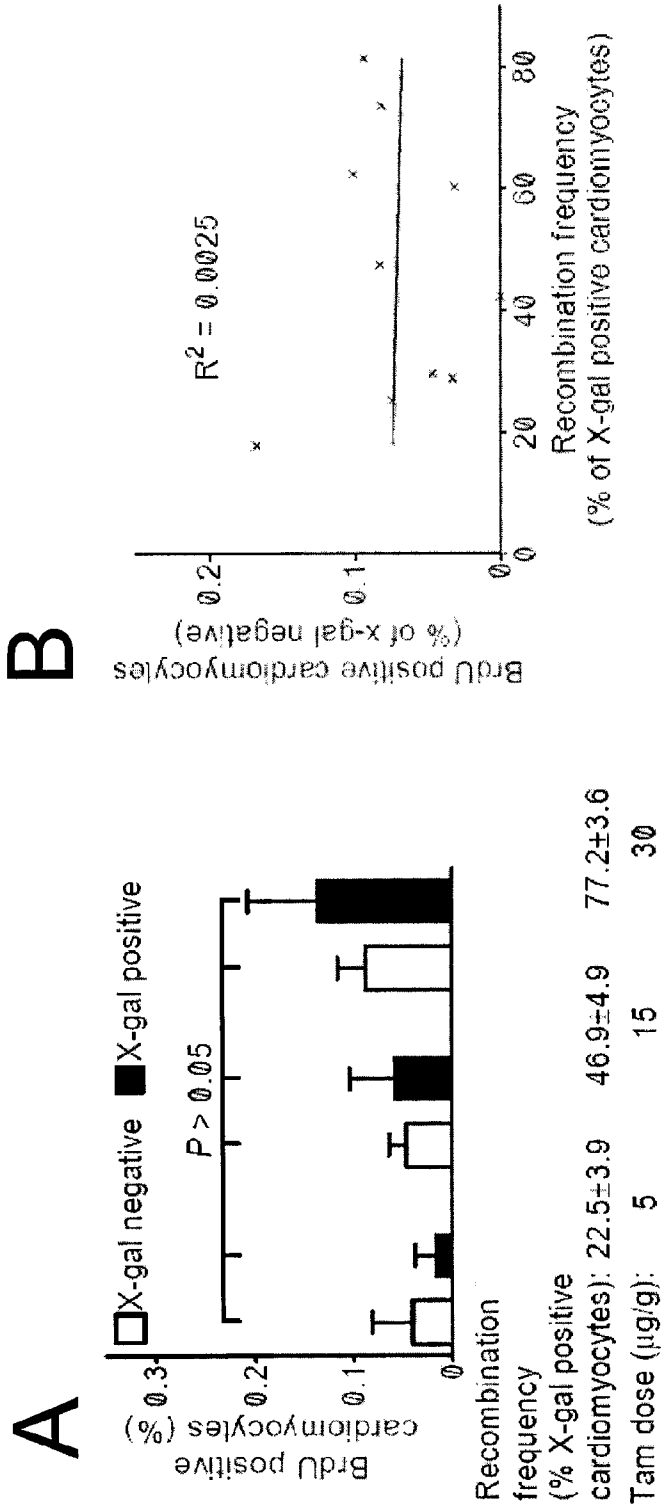 A
X-gal negative X-gal positive
P > 0.05
BrdU positive
cardiomyocytes (%)
0.3
0.2
0.1
0
Recombination
frequency
(% X-gal positive
cardiomyocytes): 22.5±3.9 46.9±4.9 77.2±3.6
Tam dose (µg/g): 5 15 30
B
R² = 0.0025
BrdU positive cardiomyocytes
(% of x-gal negative)
0.2
0.1
0
0 20 40 60 80
Recombination frequency
(% of X-gal positive cardiomyocytes)